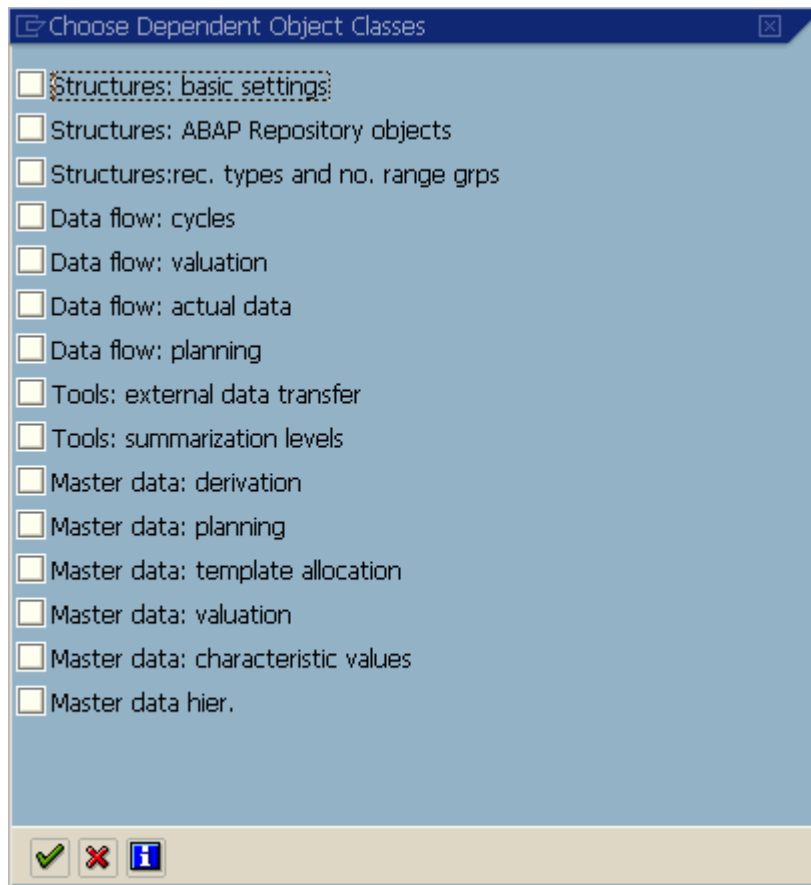 Choose Dependent Object Classes
Structures: basic settings
Structures: ABAP Repository objects
Structures:rec. types and no. range grps
Data flow: cycles
Data flow: valuation
Data flow: actual data
Data flow: planning
Tools: external data transfer
Tools: summarization levels
Master data: derivation
Master data: planning
Master data: template allocation
Master data: valuation
Master data: characteristic values
Master data hier.